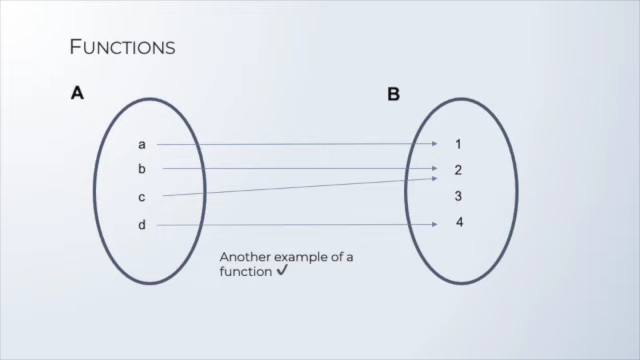 FUNCTIONS
A
B
a
1
b
2
c
3
d
4
Another example of a
function ✓